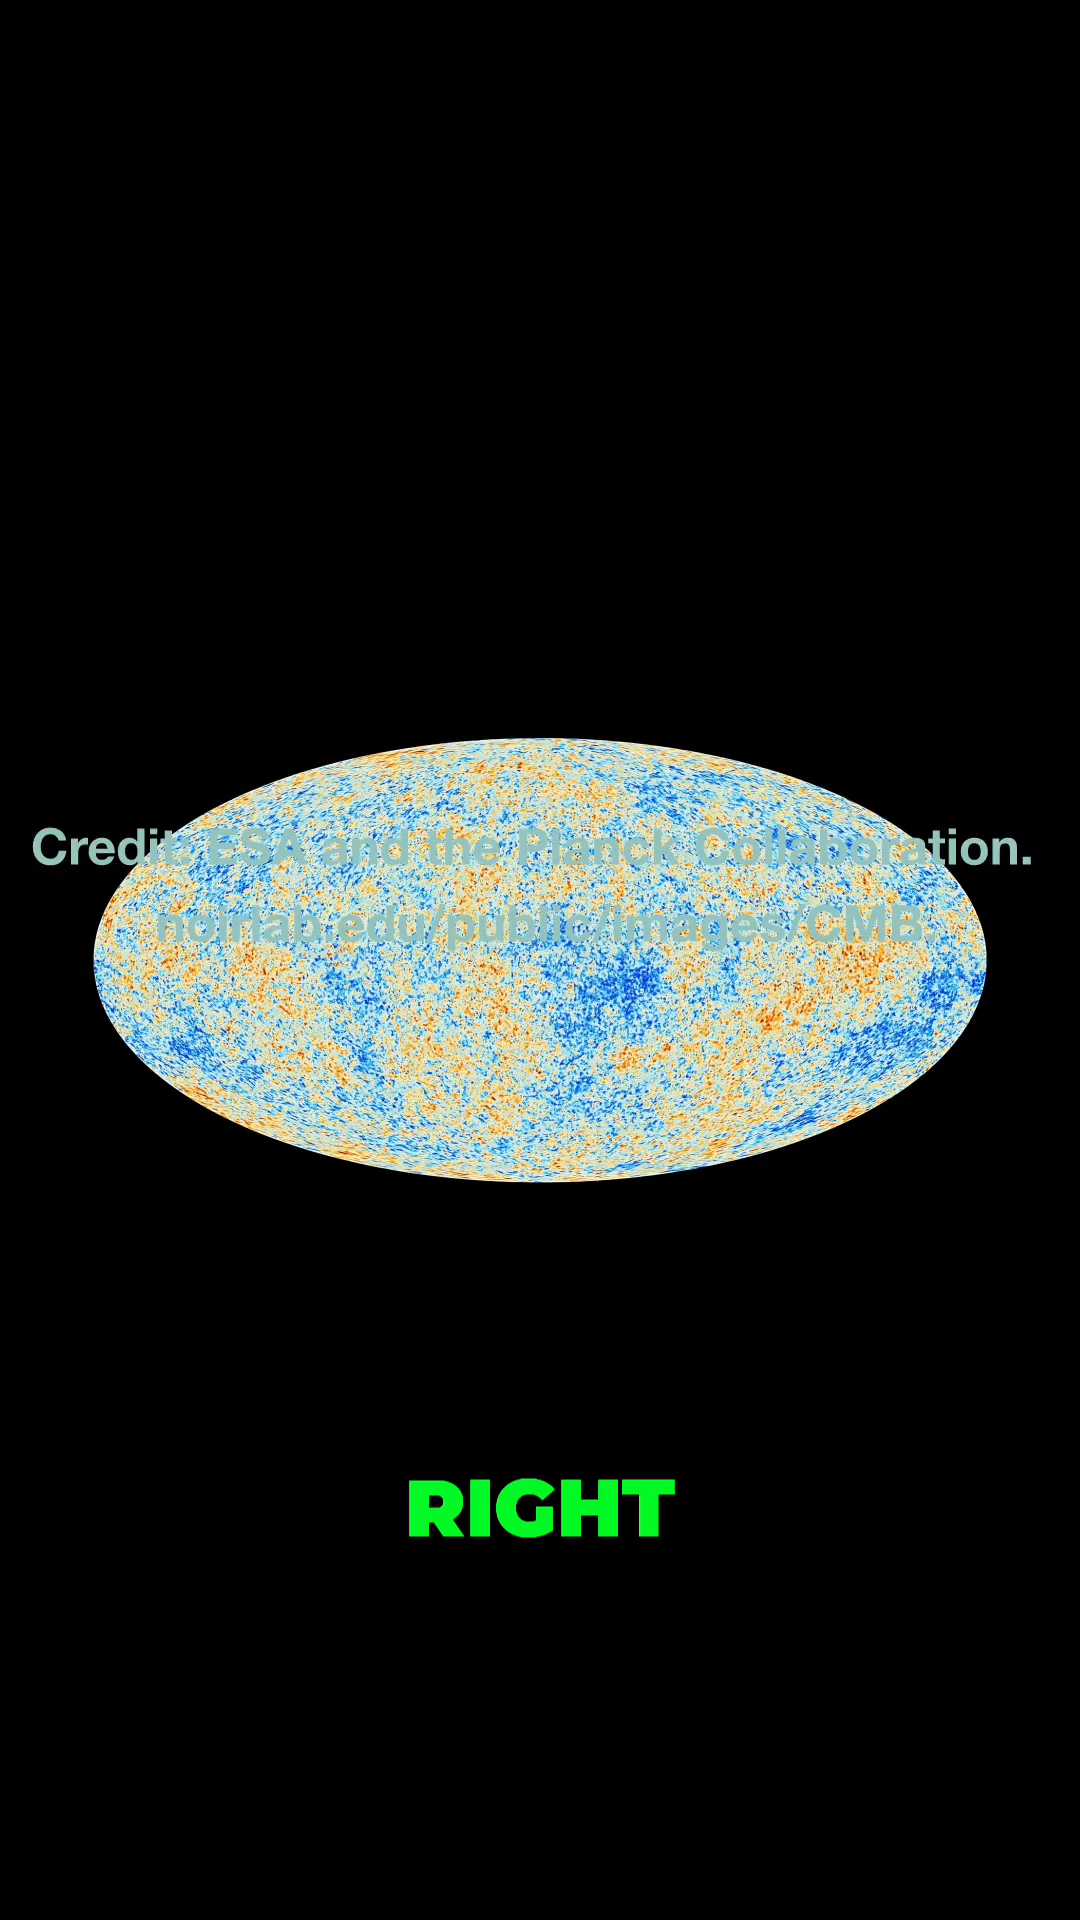 Credit: ESA and the Planck Collaboration.
noirlab.edu/public/images/CMB.
RIGHT